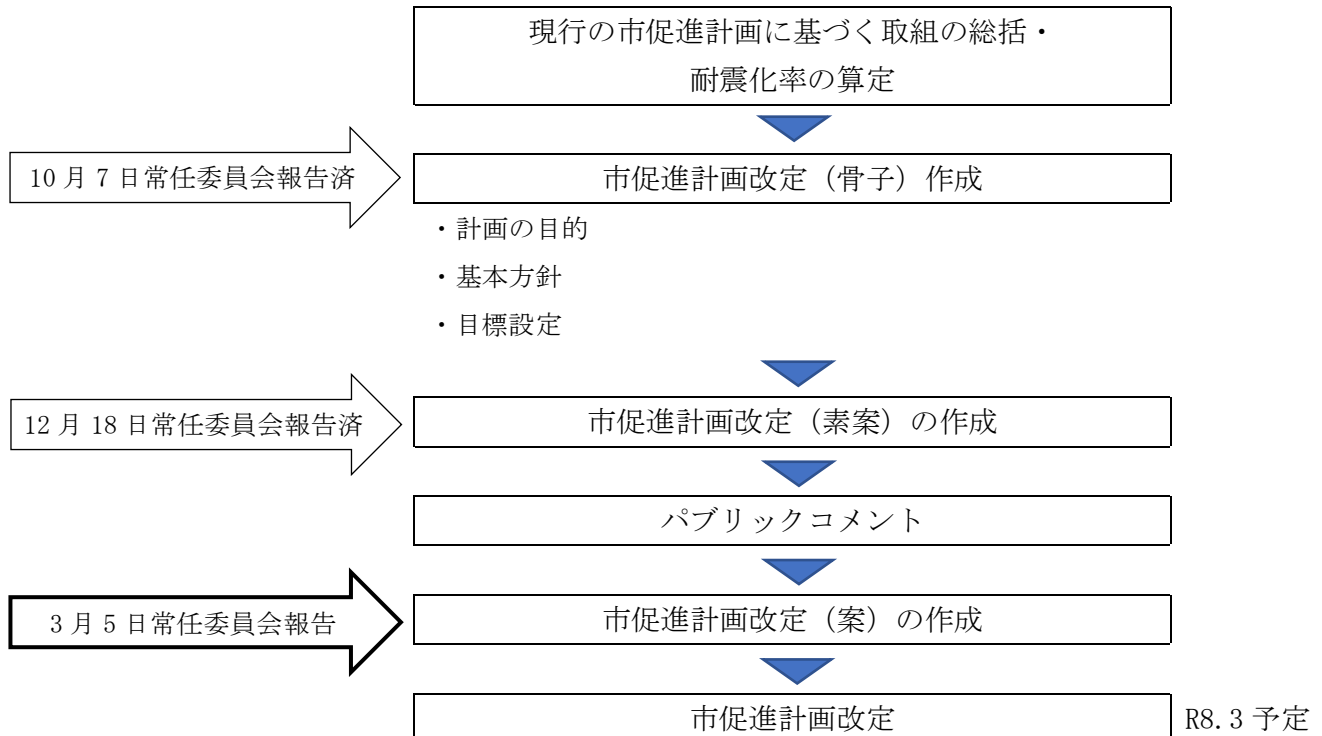 現行の市促進計画に基づく取組の総括・
耐震化率の算定
10月7日常任委員会報告済
市促進計画改定（骨子）作成
・計画の目的
・基本方針
・目標設定
12月18日常任委員会報告済
市促進計画改定（素案）の作成
パブリックコメント
3月5日常任委員会報告
市促進計画改定（案）の作成
市促進計画改定
R8.3予定